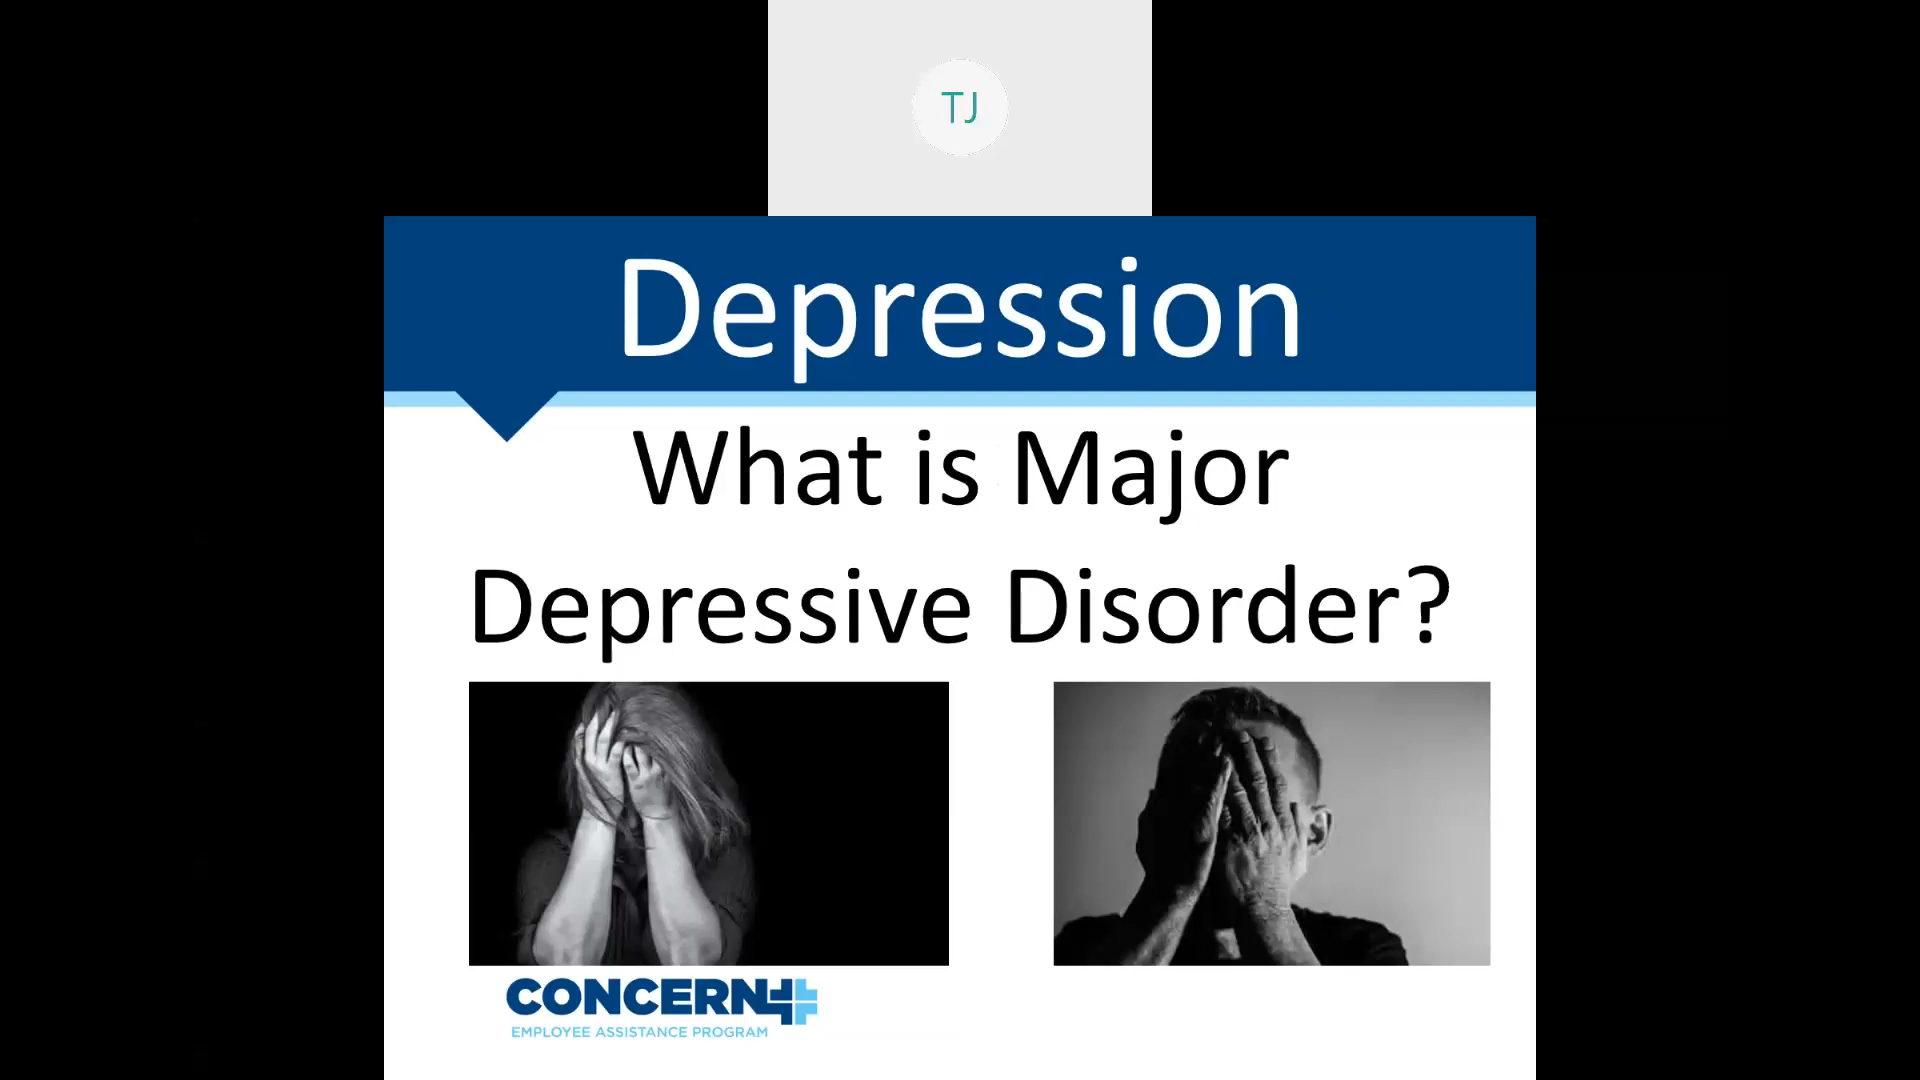 TJ
Depression
What is Major
Depressive Disorder?
CONCERN
EMPLOYEE ASSISTANCE PROGRAM